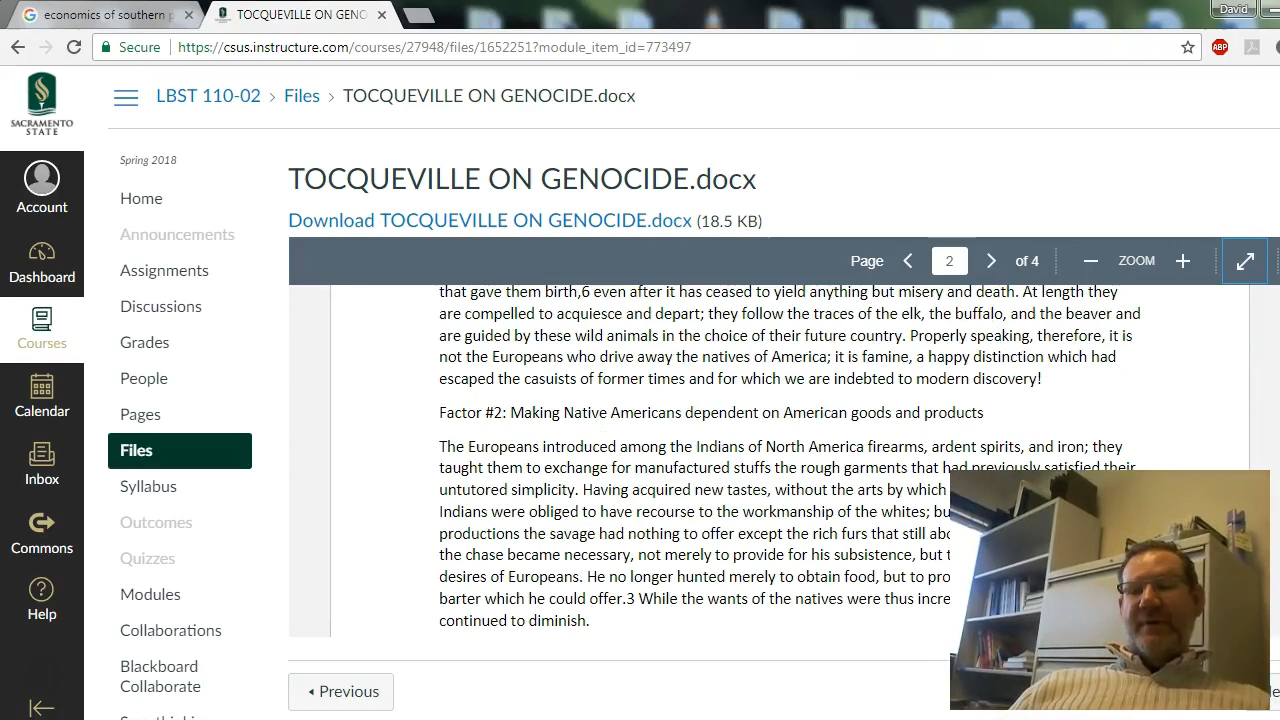 economics of southern p
TOCQUEVILLE ON GENO
David
Secure
https://csus.instructure.com/courses/27948/files/1652251?module_item_id=773497
ABP
SACRAMENTO
STATE
LBST 110-02 > Files > TOCQUEVILLE ON GENOCIDE.docx
Account
Dashboard
Courses
Calendar
Inbox
Commons
Help
Spring 2018
Home
Announcements
Assignments
Discussions
Grades
People
Pages
Files
Syllabus
Outcomes
Quizzes
Modules
Collaborations
Blackboard
Collaborate
TOCQUEVILLE ON GENOCIDE.docx
Download TOCQUEVILLE ON GENOCIDE.docx (18.5 KB)
Page 2 of 4 ZOOM
that gave them birth,6 even after it has ceased to yield anything but misery and death. At length they
are compelled to acquiesce and depart; they follow the traces of the elk, the buffalo, and the beaver and
are guided by these wild animals in the choice of their future country. Properly speaking, therefore, it is
not the Europeans who drive away the natives of America; it is famine, a happy distinction which had
escaped the casuists of former times and for which we are indebted to modern discovery!
Factor #2: Making Native Americans dependent on American goods and products
The Europeans introduced among the Indians of North America firearms, ardent spirits, and iron; they
taught them to exchange for manufactured stuffs the rough garments that had previously satisfied their
untutored simplicity. Having acquired new tastes, without the arts by which
Indians were obliged to have recourse to the workmanship of the whites; bu
productions the savage had nothing to offer except the rich furs that still abo
the chase became necessary, not merely to provide for his subsistence, but
desires of Europeans. He no longer hunted merely to obtain food, but to pro
barter which he could offer.3 While the wants of the natives were thus incre
continued to diminish.
Previous